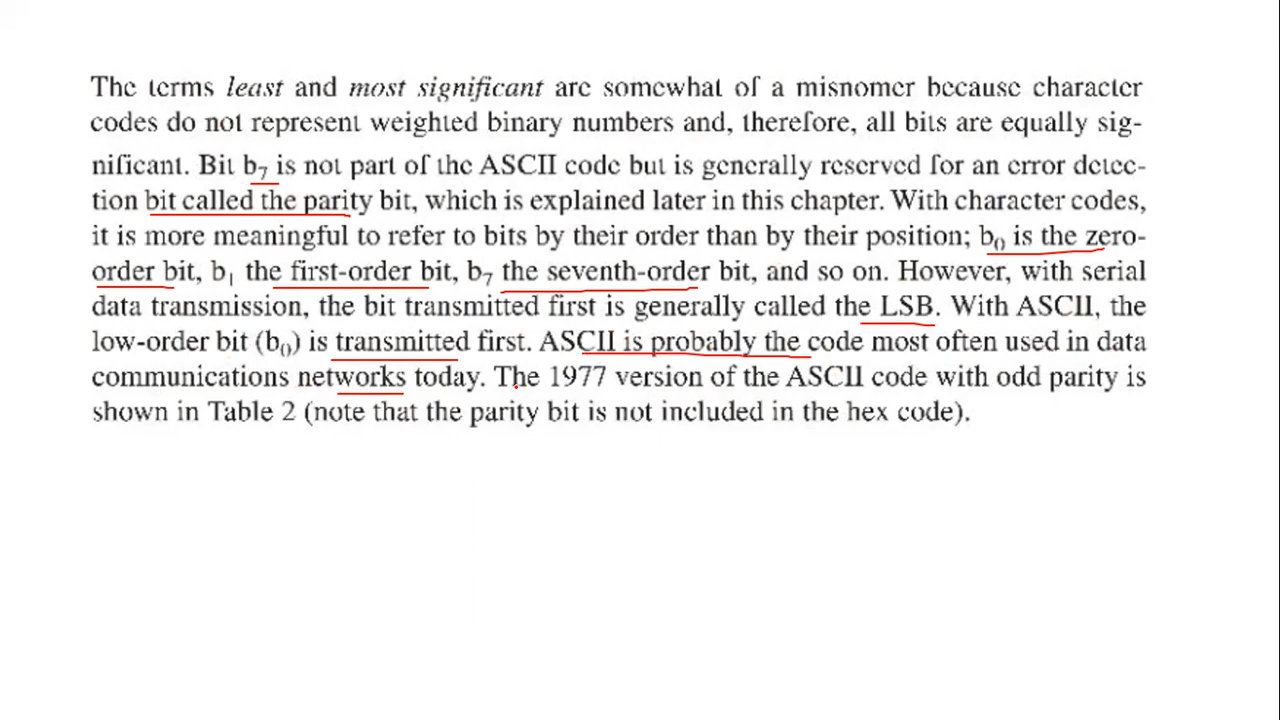 The terms least and most significant are somewhat of a misnomer because character
codes do not represent weighted binary numbers and, therefore, all bits are equally sig-
nificant. Bit b₇ is not part of the ASCII code but is generally reserved for an error detec-
tion bit called the parity bit, which is explained later in this chapter. With character codes,
it is more meaningful to refer to bits by their order than by their position; b₀ is the zero-
order bit, b₁ the first-order bit, b₇ the seventh-order bit, and so on. However, with serial
data transmission, the bit transmitted first is generally called the LSB. With ASCII, the
low-order bit (b₀) is transmitted first. ASCII is probably the code most often used in data
communications networks today. The 1977 version of the ASCII code with odd parity is
shown in Table 2 (note that the parity bit is not included in the hex code).